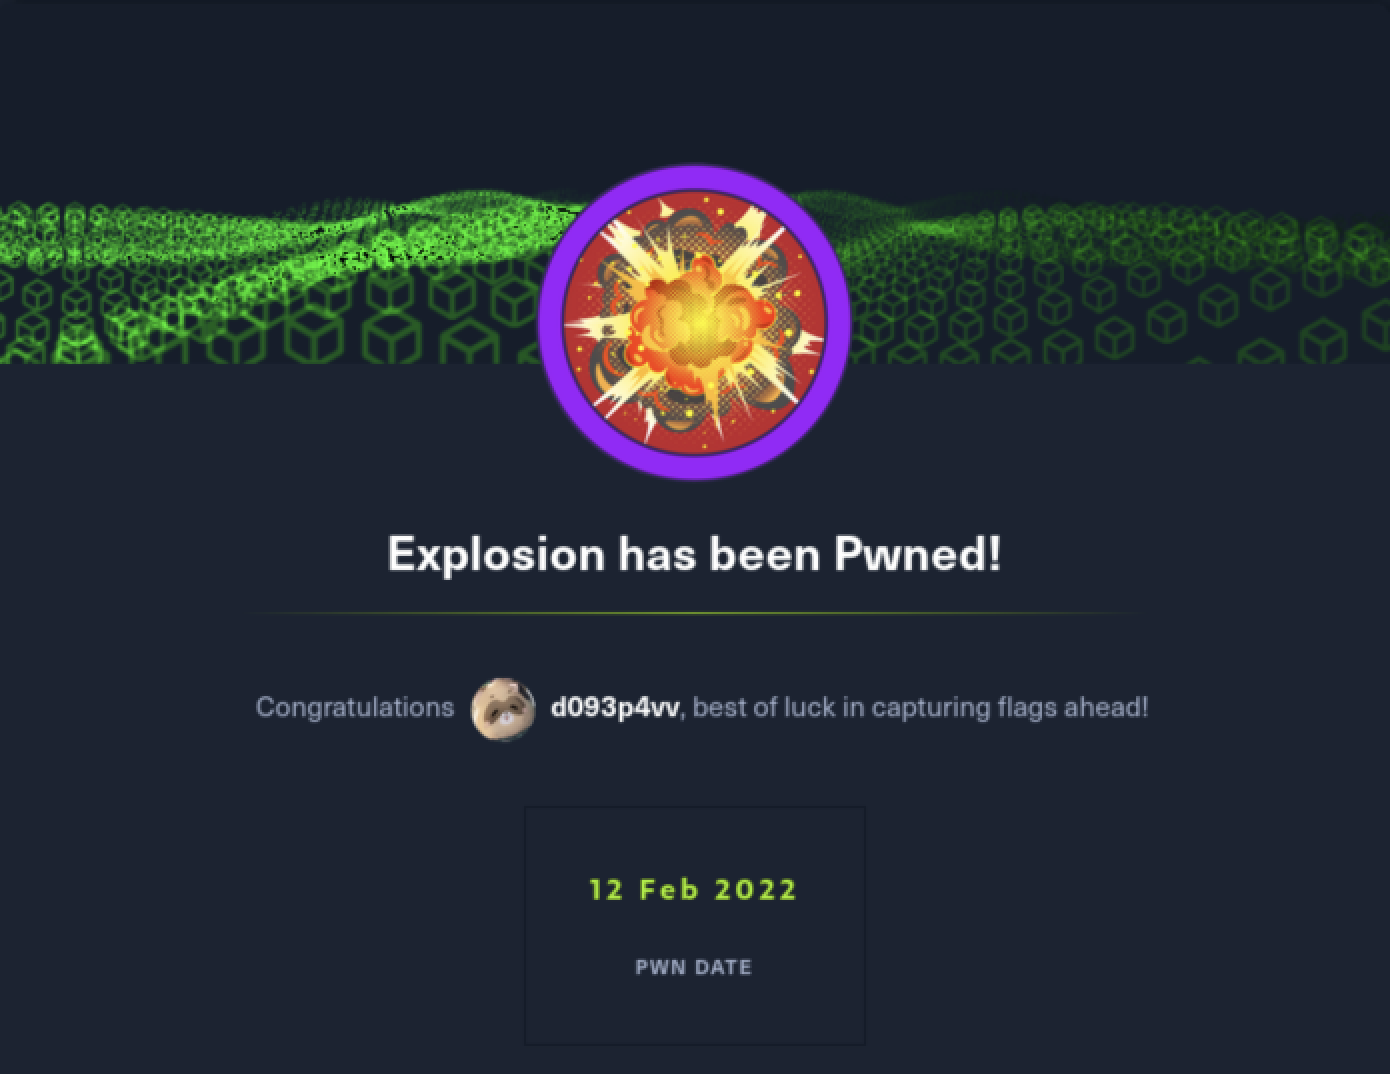 Explosion has been Pwned!
Congratulations d093p4vv, best of luck in capturing flags ahead!
12 Feb 2022
PWN DATE